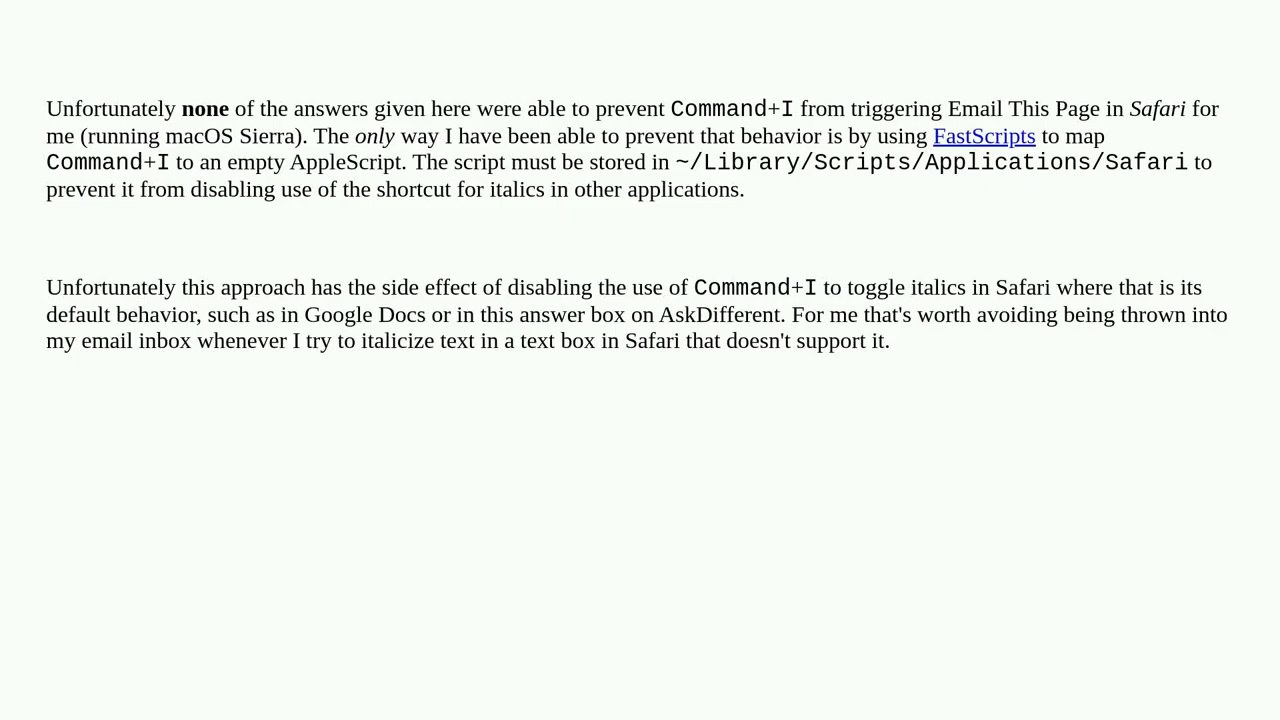 Unfortunately none of the answers given here were able to prevent Command+I from triggering Email This Page in Safari for
me (running macOS Sierra). The only way I have been able to prevent that behavior is by using FastScripts to map
Command+I to an empty AppleScript. The script must be stored in ~/Library/Scripts/Applications/Safari to
prevent it from disabling use of the shortcut for italics in other applications.
Unfortunately this approach has the side effect of disabling the use of Command+I to toggle italics in Safari where that is its
default behavior, such as in Google Docs or in this answer box on AskDifferent. For me that's worth avoiding being thrown into
my email inbox whenever I try to italicize text in a text box in Safari that doesn't support it.